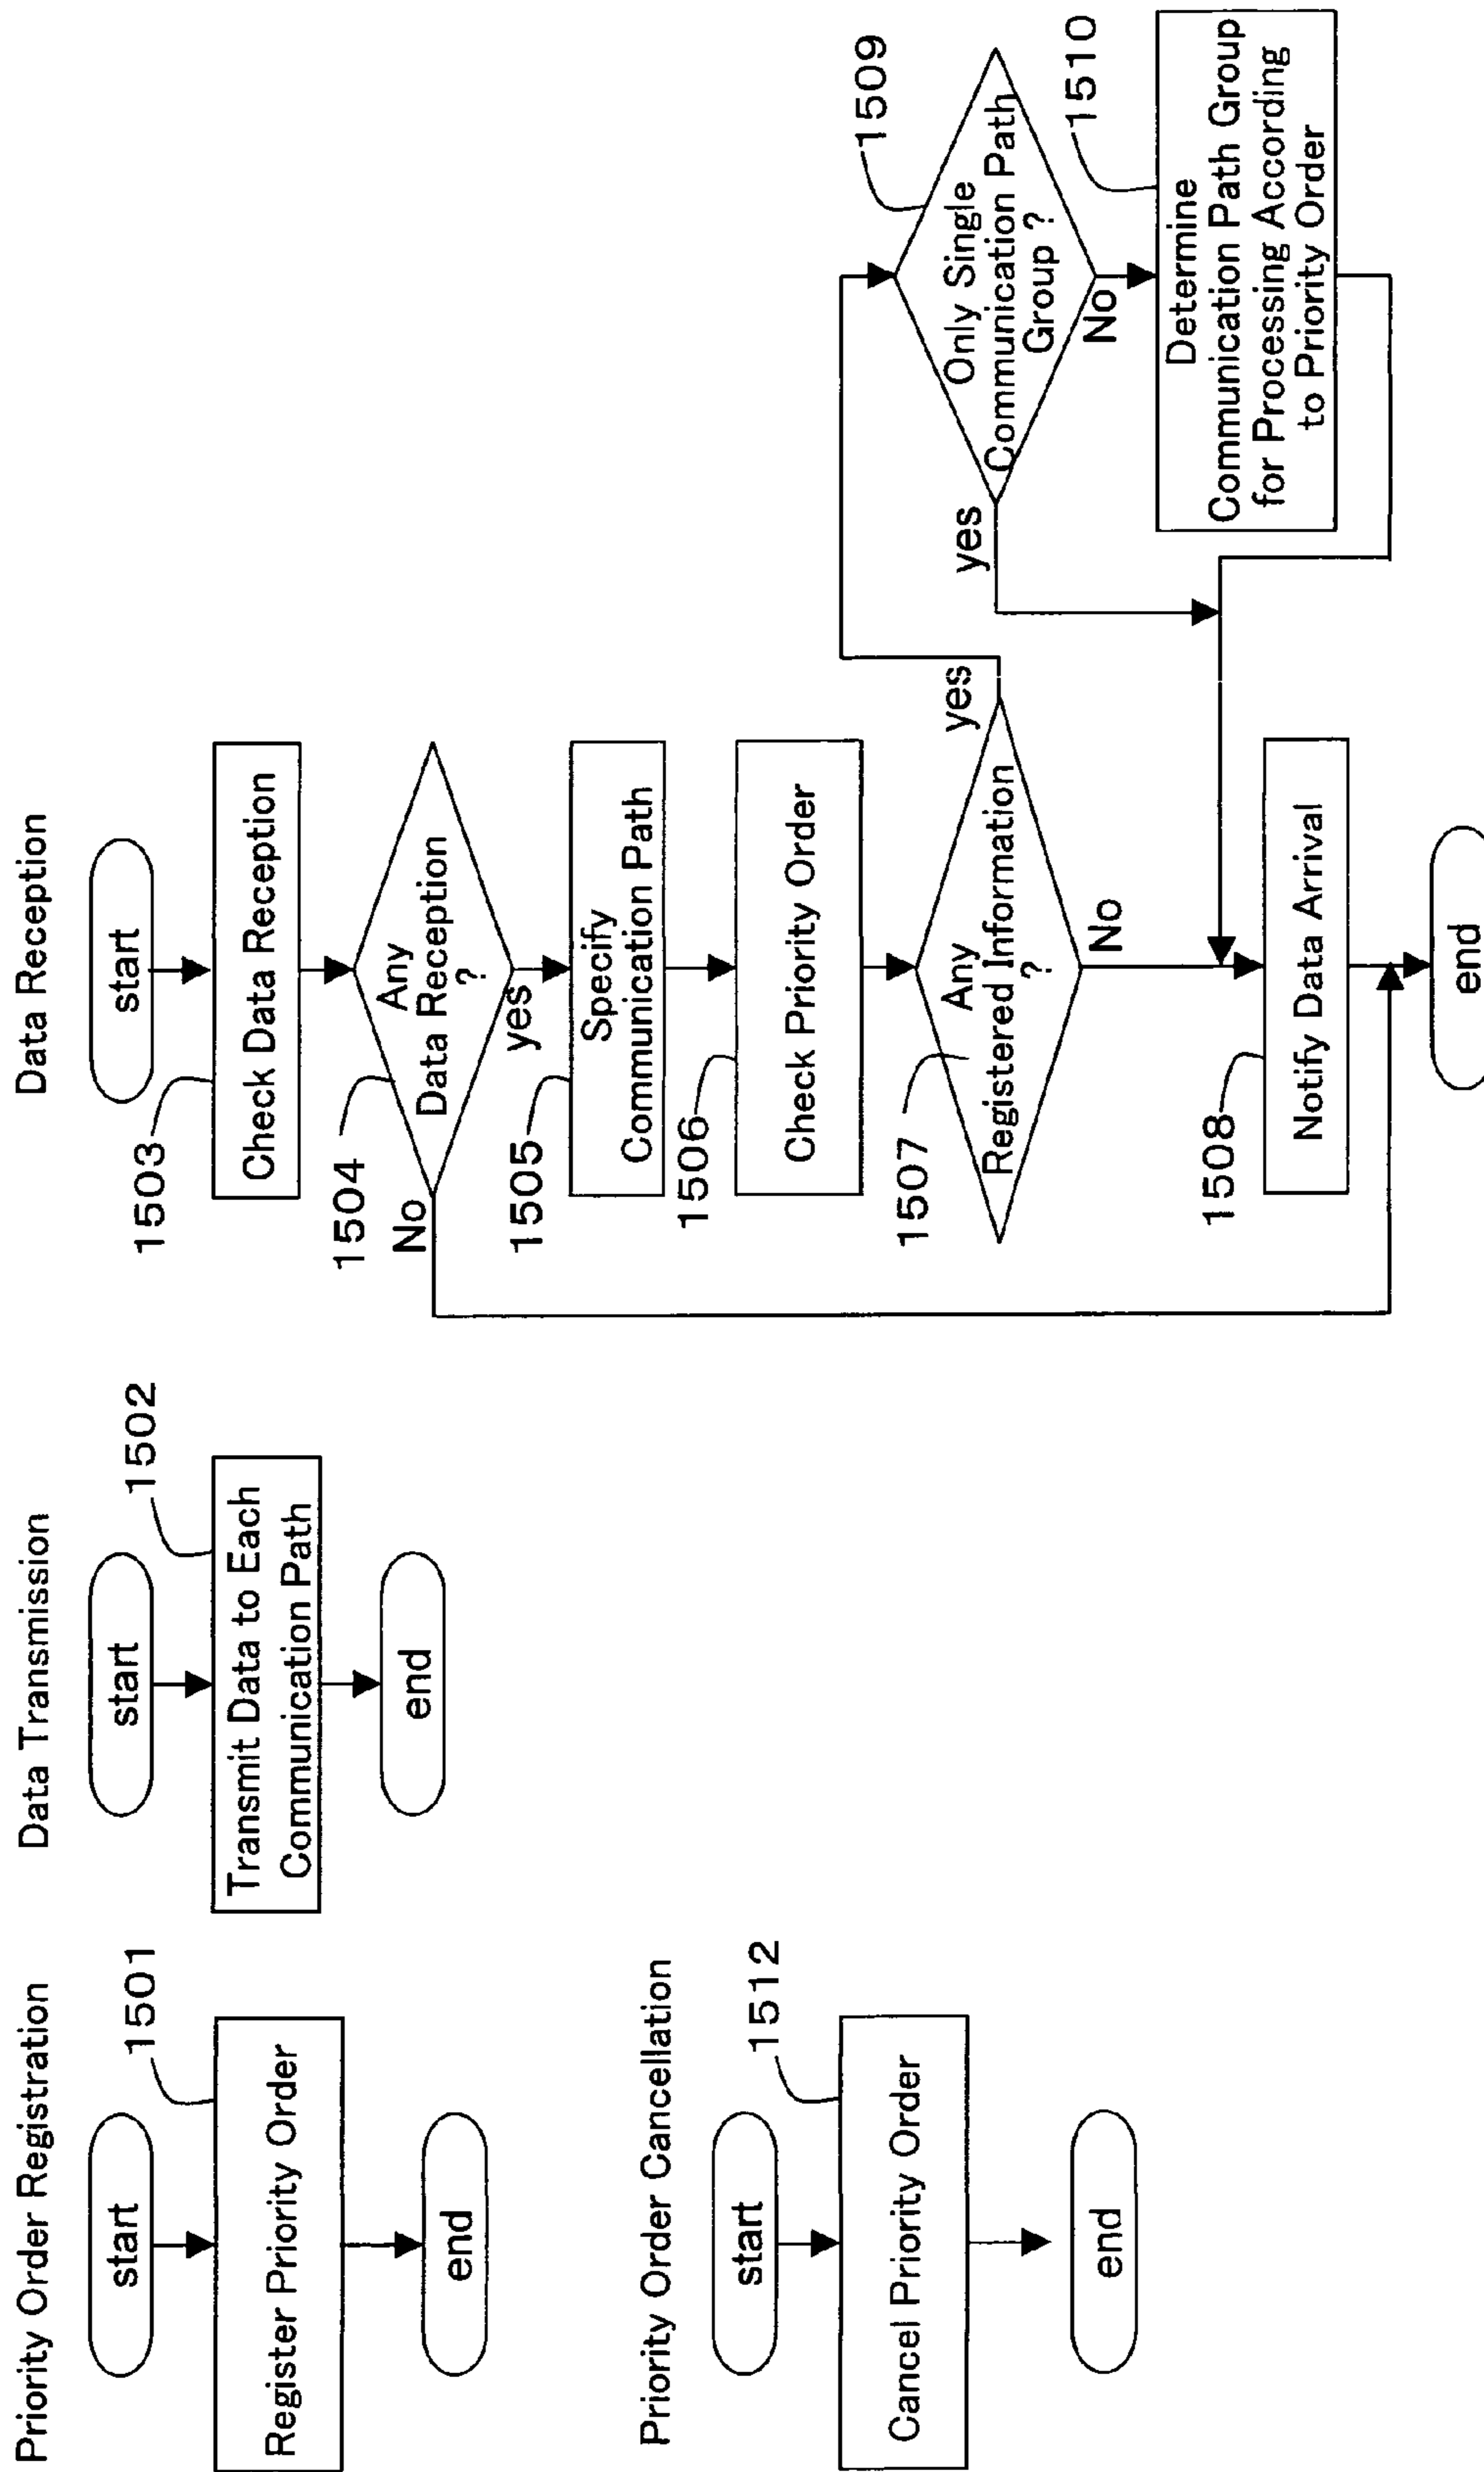 Priority Order Registration
start
1501
Register Priority Order
end
Priority Order Cancellation
start
1512
Cancel Priority Order
end
Data Transmission
start
1502
Transmit Data to Each
Communication Path
end
Data Reception
start
1503
Check Data Reception
1504
Any
Data Reception
?
No
yes
1505
Specify
Communication Path
1506
Check Priority Order
1507
Any
Registered Information
?
yes
No
1508
Notify Data Arrival
end
1509
Only Single
Communication Path
Group ?
yes
No
1510
Determine
Communication Path Group
for Processing According
to Priority Order